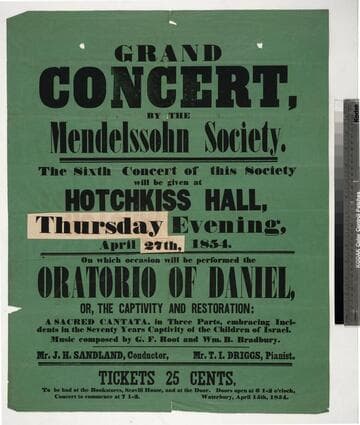 GRAND
CONCERT,
BY THE
Mendelssohn Society.
The Sixth Concert of this Society
will be given at
HOTCHKISS HALL,
Thursday Evening,
April 27th, 1854.
On which occasion will be performed the
ORATORIO OF DANIEL,
OR, THE CAPTIVITY AND RESTORATION:
A SACRED CANTATA, in Three Parts, embracing Inci-
dents in the Seventy Years Captivity of the Children of Israel.
Music composed by G. F. Root and Wm. B. Bradbury.
Mr. J. H. SANDLAND, Conductor, Mr. T. I. DRIGGS, Pianist.
TICKETS 25 CENTS,
To be had at the Bookstores, Scovill House, and at the Door. Doors open at 6 1-2 o'clock,
Concert to commence at 7 1-2. Waterbury, April 15th, 1854.